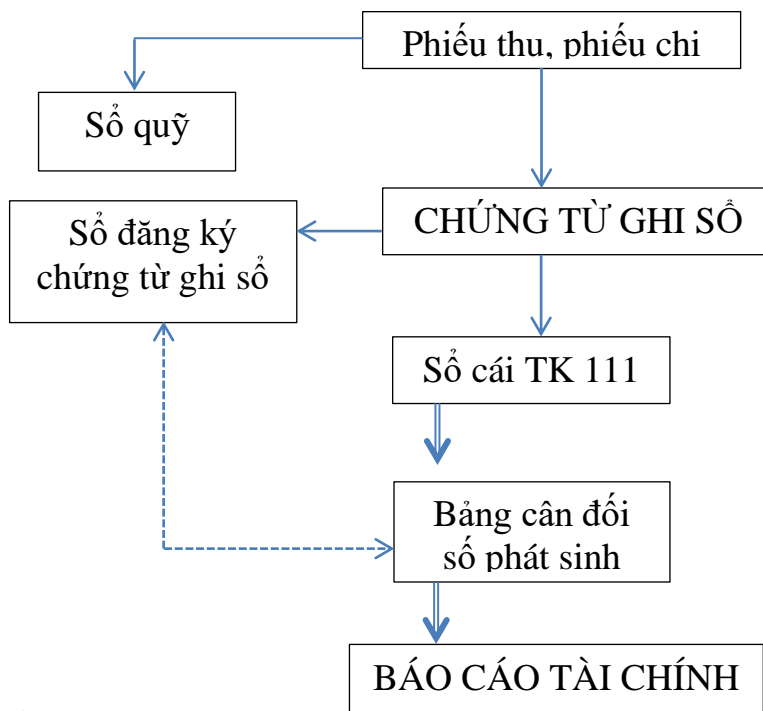 Phiếu thu, phiếu chi
Sổ quỹ
CHỨNG TỪ GHI SỔ
Sổ đăng ký
chứng từ ghi sổ
Sổ cái TK 111
Bảng cân đối
số phát sinh
BÁO CÁO TÀI CHÍNH